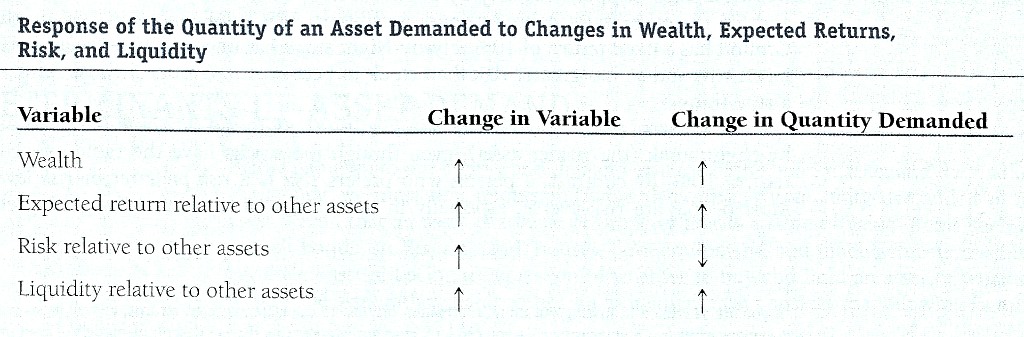 Response of the Quantity of an Asset Demanded to Changes in Wealth, Expected Returns,
Risk, and Liquidity
Variable Change in Variable Change in Quantity Demanded
Wealth ↑ ↑
Expected return relative to other assets ↑ ↑
Risk relative to other assets ↑ ↓
Liquidity relative to other assets ↑ ↑